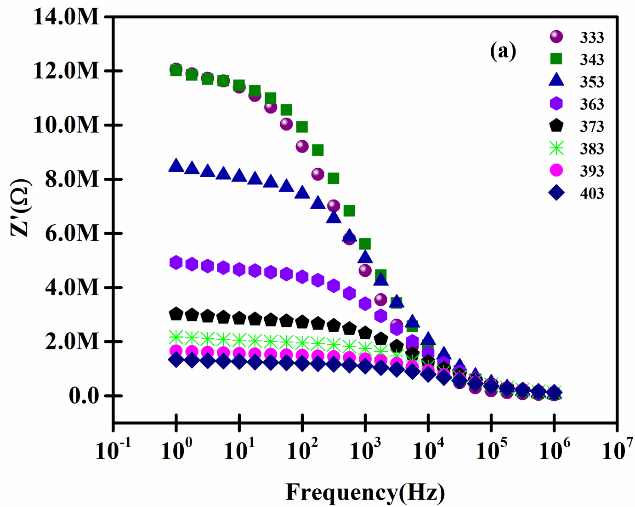 14.0M
(a)
333
12.0M
343
353
10.0M
363
373
8.0M
383
393
6.0M
403
4.0M
2.0M
0.0
Z'(Ω)
10-1 100 101 102 103 104 105 106 107
Frequency(Hz)